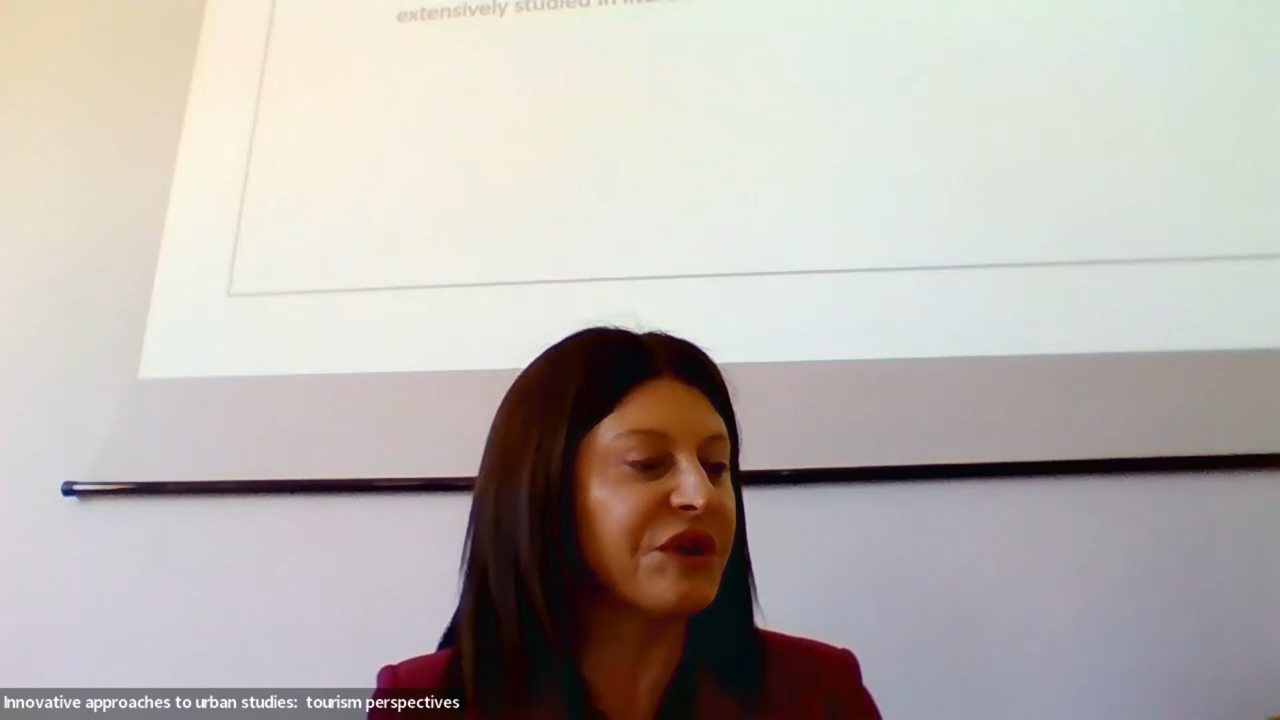 extensively studied in
Innovative approaches to urban studies:  tourism perspectives